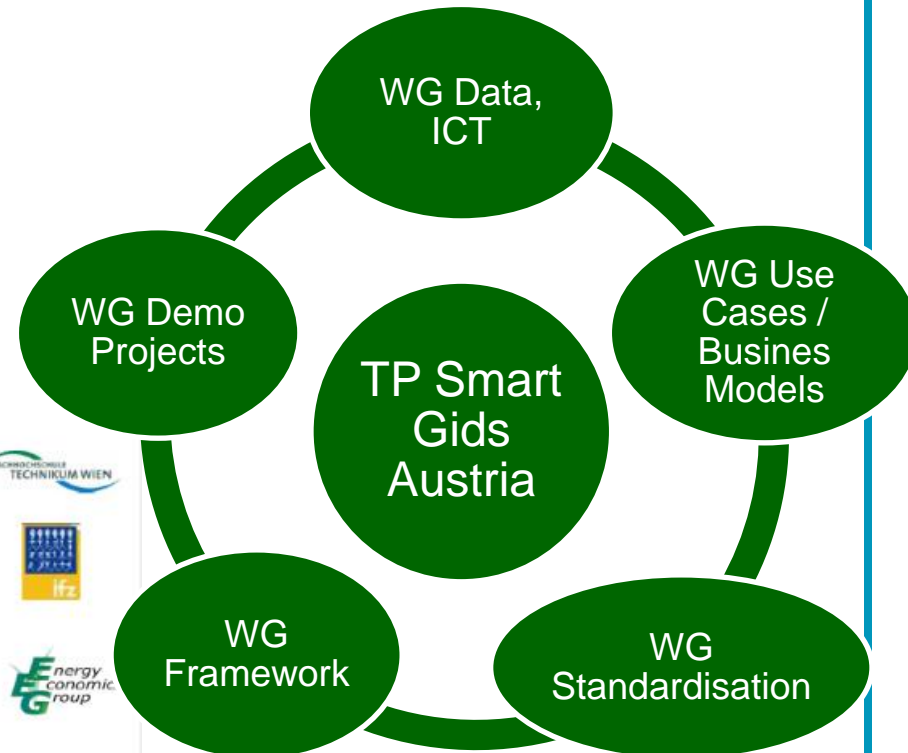 WG Data,
ICT
WG Use
Cases /
Busines
Models
WG Demo
Projects
TP Smart
Gids
Austria
TECHNIKUM WIEN
ifz
Energy
Economic
Group
WG
Framework
WG
Standardisation